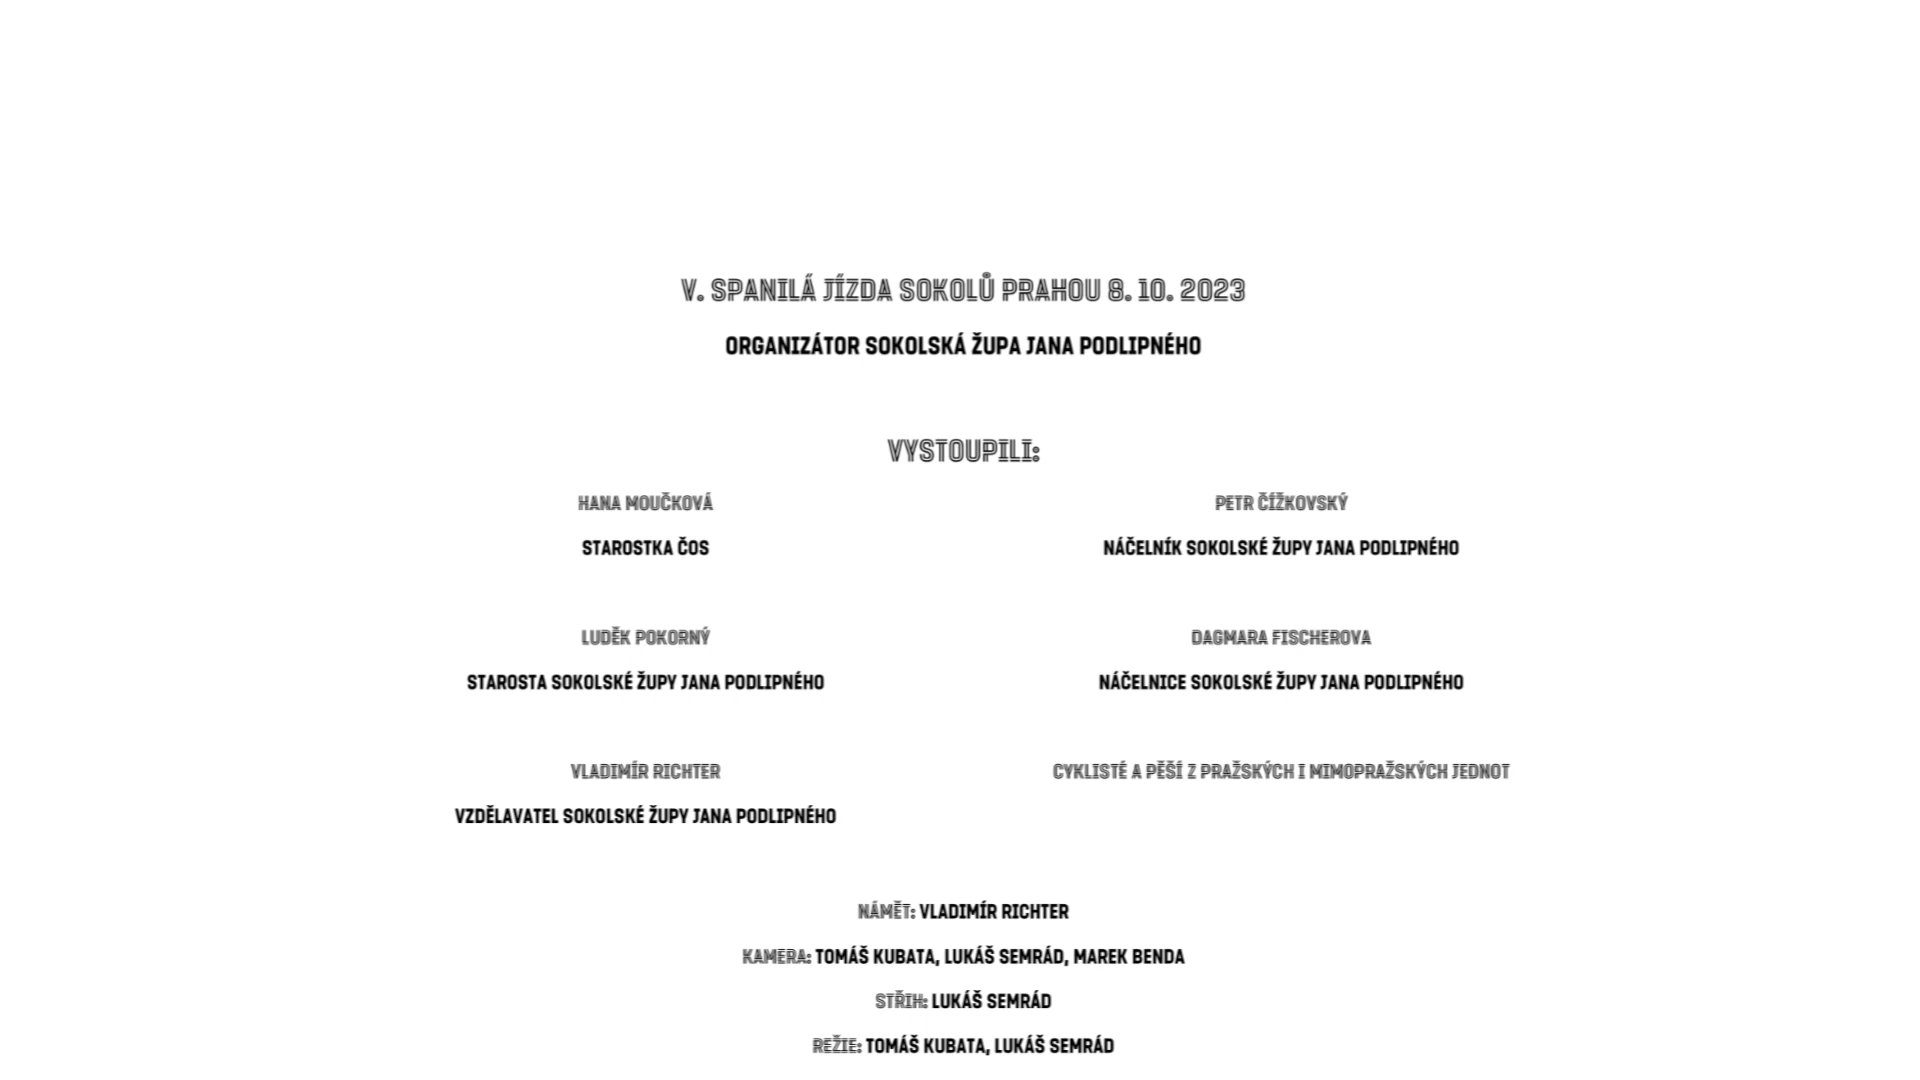 V. SPANILÁ JÍZDA SOKOLŮ PRAHOU 8. 10. 2023
ORGANIZÁTOR SOKOLSKÁ ŽUPA JANA PODLIPNÉHO
VYSTOUPILI:
HANA MOUČKOVÁ
STAROSTKA ČOS
PETR ČÍŽKOVSKÝ
NÁČELNÍK SOKOLSKÉ ŽUPY JANA PODLIPNÉHO
LUDĚK POKORNÝ
STAROSTA SOKOLSKÉ ŽUPY JANA PODLIPNÉHO
DAGMARA FISCHEROVA
NÁČELNICE SOKOLSKÉ ŽUPY JANA PODLIPNÉHO
VLADIMÍR RICHTER
VZDĚLAVATEL SOKOLSKÉ ŽUPY JANA PODLIPNÉHO
CYKLISTÉ A PĚŠÍ Z PRAŽSKÝCH I MIMOPRAŽSKÝCH JEDNOT
NÁMĚT: VLADIMÍR RICHTER
KAMERA: TOMÁŠ KUBATA, LUKÁŠ SEMRÁD, MAREK BENDA
STŘIH: LUKÁŠ SEMRÁD
REŽIE: TOMÁŠ KUBATA, LUKÁŠ SEMRÁD